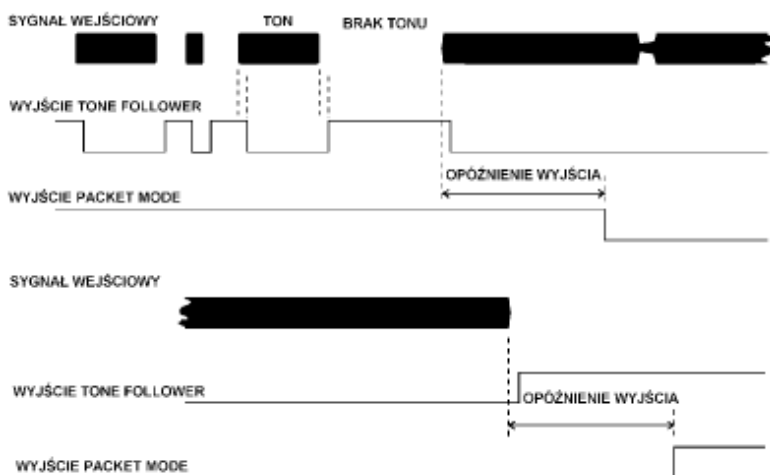 SYGNAŁ WEJŚCIOWY
TON
BRAK TONU
WYJŚCIE TONE FOLLOWER
OPÓŹNIENIE WYJŚCIA
WYJŚCIE PACKET MODE
SYGNAŁ WEJŚCIOWY
WYJŚCIE TONE FOLLOWER
OPÓŹNIENIE WYJŚCIA
WYJŚCIE PACKET MODE